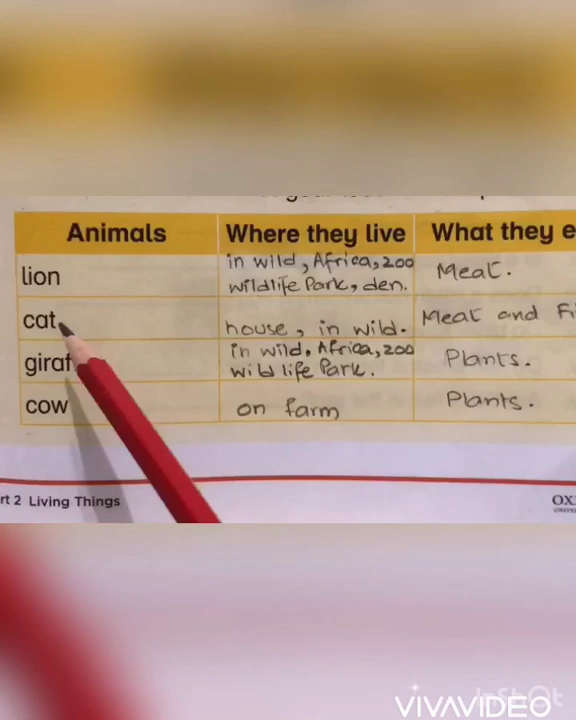 Animals Where they live What they e
lion in wild, Africa, zoo Meat.
wildlife Park, den.
cat house, in wild. Meat and Fi
giraf in wild, Africa, zoo Plants.
wild life Park.
cow on farm Plants.
rt 2 Living Things OX
VIVAVIDEO